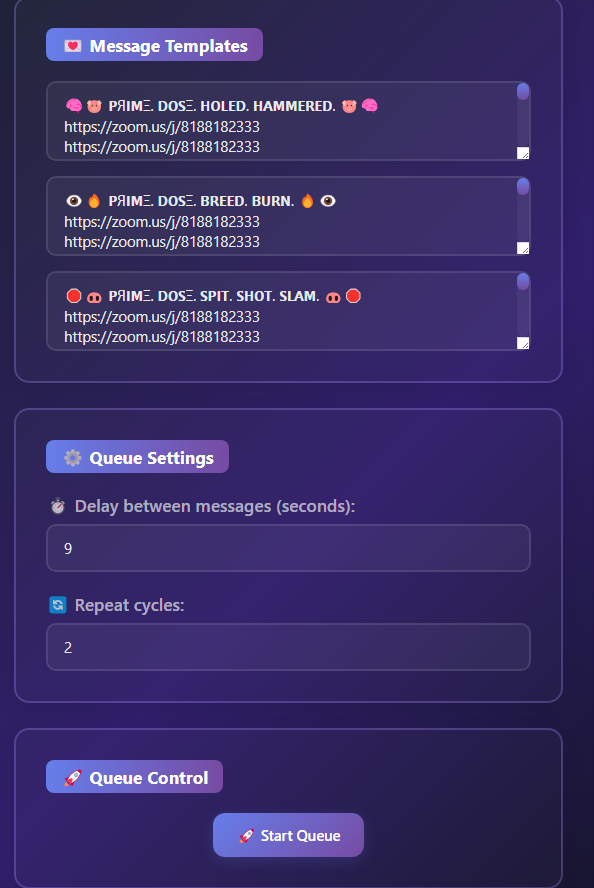 💌 Message Templates
🧠🐷 PЯIMΞ. DOSΞ. HOLED. HAMMERED. 🐷🧠
https://zoom.us/j/8188182333
https://zoom.us/j/8188182333
👁️🔥 PЯIMΞ. DOSΞ. BREED. BURN. 🔥👁️
https://zoom.us/j/8188182333
https://zoom.us/j/8188182333
🛑🐽 PЯIMΞ. DOSΞ. SPIT. SHOT. SLAM. 🐽🛑
https://zoom.us/j/8188182333
https://zoom.us/j/8188182333
⚙️ Queue Settings
⏱️ Delay between messages (seconds):
9
🔄 Repeat cycles:
2
🚀 Queue Control
🚀 Start Queue